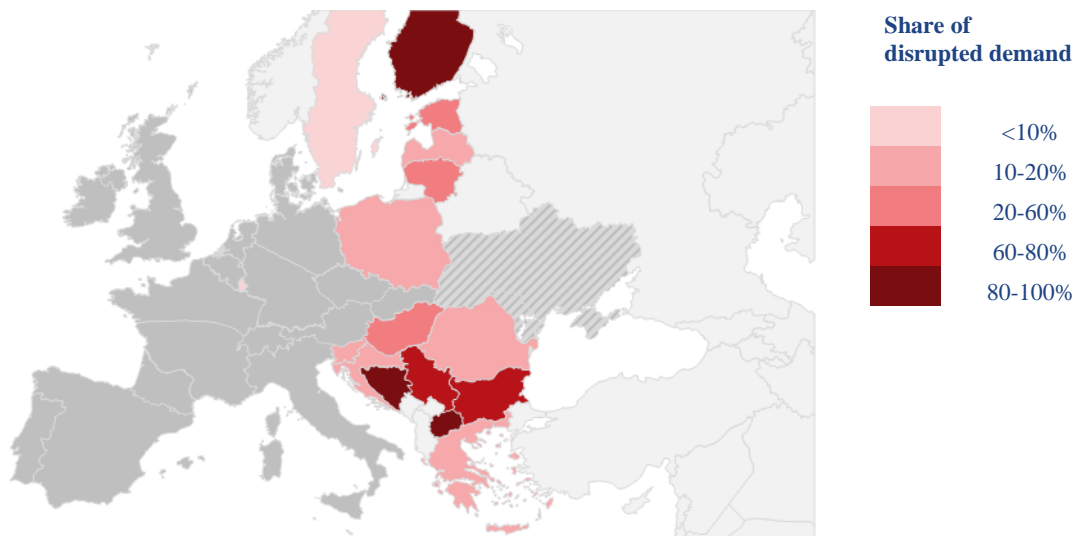 Share of
disrupted demand
<10%
10-20%
20-60%
60-80%
80-100%